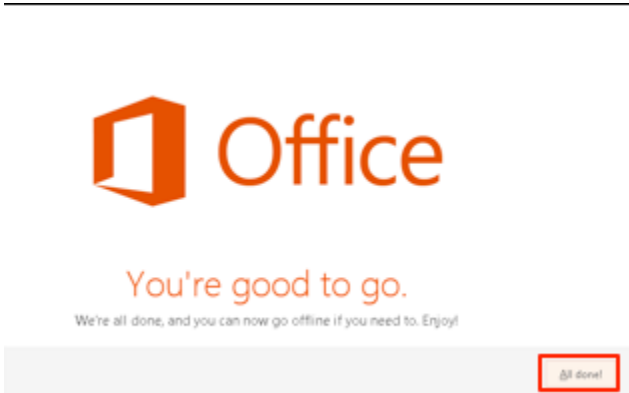 Office
You're good to go.
We're all done, and you can now go offline if you need to. Enjoy!
All done!